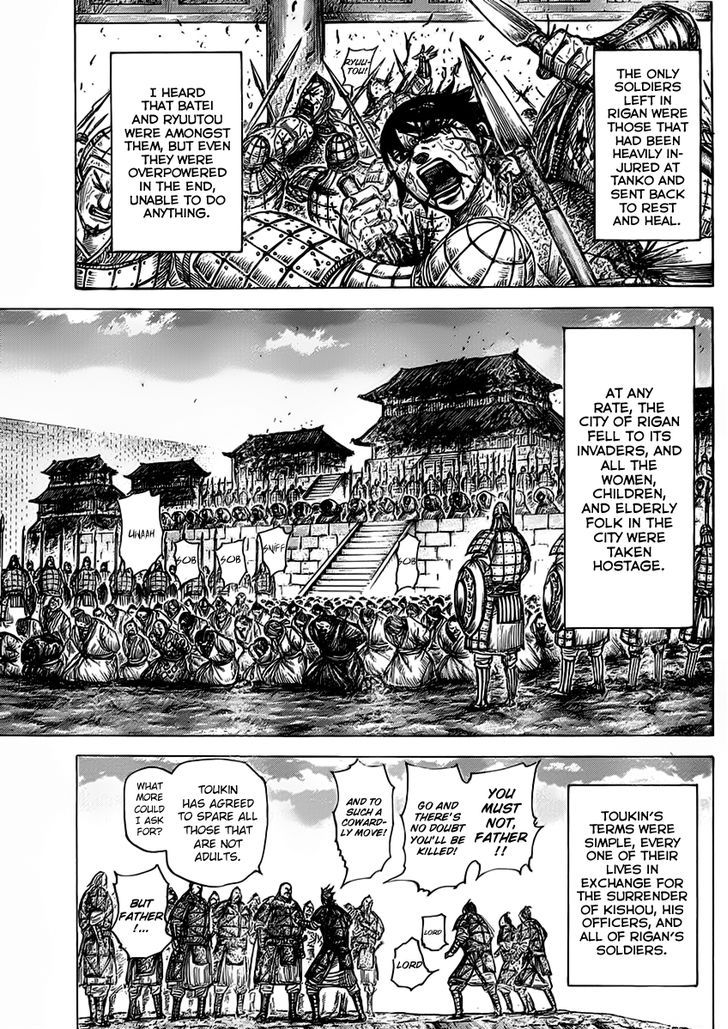 THE ONLY
SOLDIERS
LEFT IN
RIGAN WERE
THOSE THAT
HAD BEEN
HEAVILY IN-
JURED AT
TANKO AND
SENT BACK
TO REST
AND HEAL.
RYUU-
TOU!
I HEARD
THAT BATEI
AND RYUUTOU
WERE AMONGST
THEM, BUT EVEN
THEY WERE
OVERPOWERED
IN THE END,
UNABLE TO DO
ANYTHING.
AT ANY
RATE, THE
CITY OF RIGAN
FELL TO ITS
INVADERS, AND
ALL THE
WOMEN,
CHILDREN,
AND ELDERLY
FOLK IN THE
CITY WERE
TAKEN
HOSTAGE.
SOB
SNIFF
SOB
SOB
UWAAH
TOUKIN'S
TERMS WERE
SIMPLE, EVERY
ONE OF THEIR
LIVES IN
EXCHANGE FOR
THE SURRENDER
OF KISHOU, HIS
OFFICERS, AND
ALL OF RIGAN'S
SOLDIERS.
YOU
MUST
NOT,
FATHER
!!
GO AND
THERE'S
NO DOUBT
YOU'LL BE
KILLED!
AND TO
SUCH A
COWARD-
LY MOVE!
LORD
LORD
TOUKIN
HAS AGREED
TO SPARE ALL
THOSE THAT
ARE NOT
ADULTS.
WHAT
MORE
COULD I
ASK
FOR?
BUT
FATHER
!...